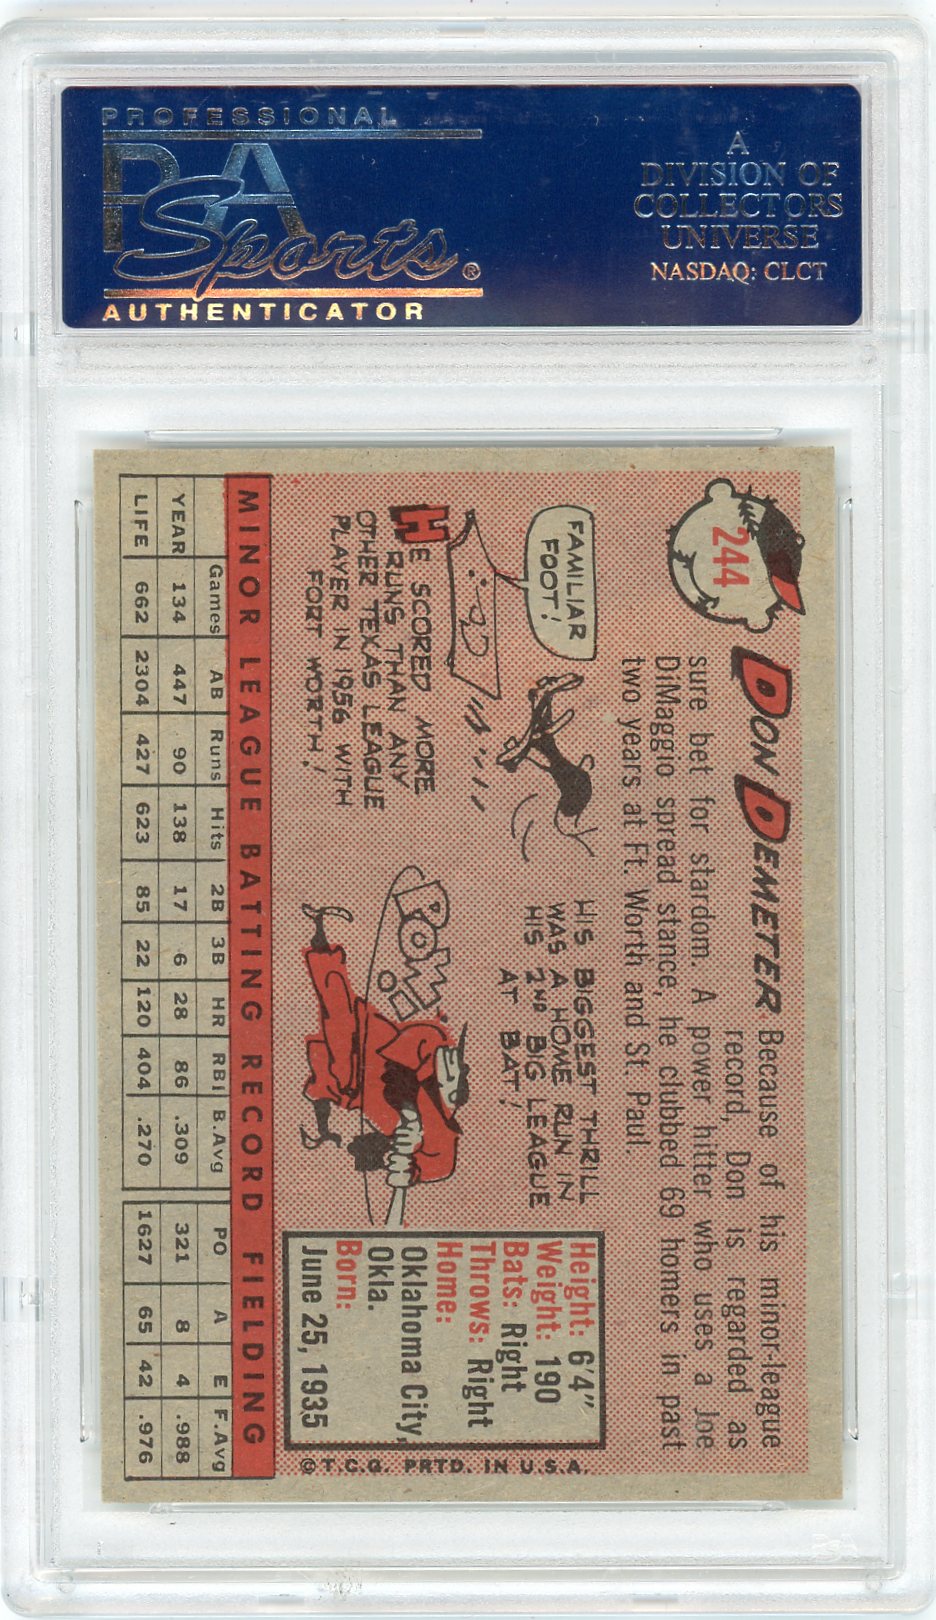 PROFESSIONAL
PSA
Sports®
AUTHENTICATOR
A
DIVISION OF
COLLECTORS
UNIVERSE
NASDAQ: CLCT
244
DON DEMETER
Because of his minor-league
record, Don is regarded as
sure bet for stardom. A power hitter who uses a Joe
DiMaggio spread stance, he clubbed 69 homers in past
two years at Ft. Worth and St. Paul.
FAMILIAR
FOOT!
HE SCORED MORE
RUNS THAN ANY
OTHER TEXAS LEAGUE
PLAYER IN 1956 WITH
FORT WORTH!
HIS BIGGEST THRILL
WAS A HOME RUN IN
HIS 2ND BIG LEAGUE
AT BAT!
POW!
Height: 6'4"
Weight: 190
Bats: Right
Throws: Right
Home:
Oklahoma City,
Okla.
Born:
June 25, 1935
©T.C.G. PRTD. IN U.S.A.
MINOR LEAGUE BATTING RECORD FIELDING
Games AB Runs Hits 2B 3B HR RBI B.Avg PO A E F.Avg
YEAR 134 447 90 138 17 6 28 86 .309 321 8 4 .988
LIFE 662 2304 427 623 85 22 120 404 .270 1627 65 42 .976